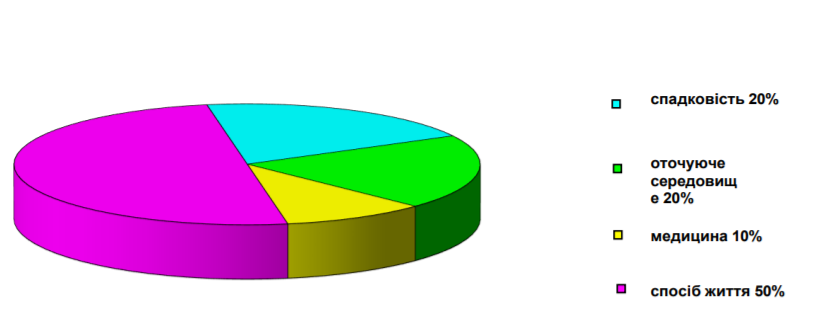 спадковість 20%
оточуюче
середовищ
е 20%
медицина 10%
спосіб життя 50%